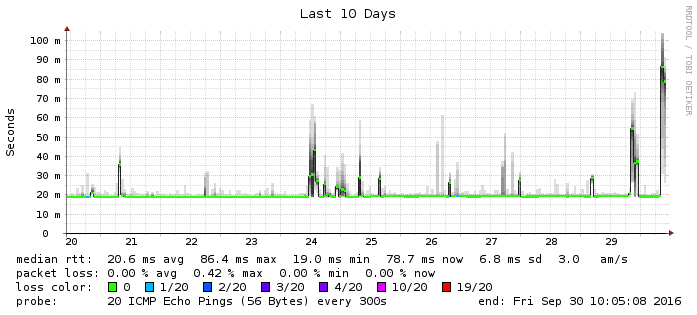 Last 10 Days
RRDTOOL / TOBI OETIKER
Seconds
100 m
90 m
80 m
70 m
60 m
50 m
40 m
30 m
20 m
10 m
0
20 21 22 23 24 25 26 27 28 29
median rtt: 20.6 ms avg 86.4 ms max 19.0 ms min 78.7 ms now 6.8 ms sd 3.0 am/s
packet loss: 0.00 % avg 0.42 % max 0.00 % min 0.00 % now
loss color: 0 1/20 2/20 3/20 4/20 10/20 19/20
probe: 20 ICMP Echo Pings (56 Bytes) every 300s end: Fri Sep 30 10:05:08 2016